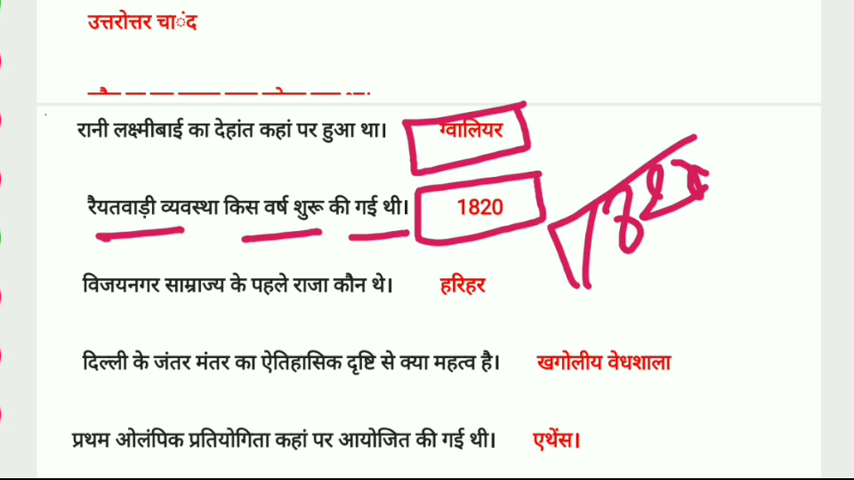 उत्तरोत्तर चांद
रानी लक्ष्मीबाई का देहांत कहां पर हुआ था। ग्वालियर
रैयतवाड़ी व्यवस्था किस वर्ष शुरू की गई थी। 1820
विजयनगर साम्राज्य के पहले राजा कौन थे। हरिहर
दिल्ली के जंतर मंतर का ऐतिहासिक दृष्टि से क्या महत्व है। खगोलीय वेधशाला
प्रथम ओलंपिक प्रतियोगिता कहां पर आयोजित की गई थी। एथेंस।